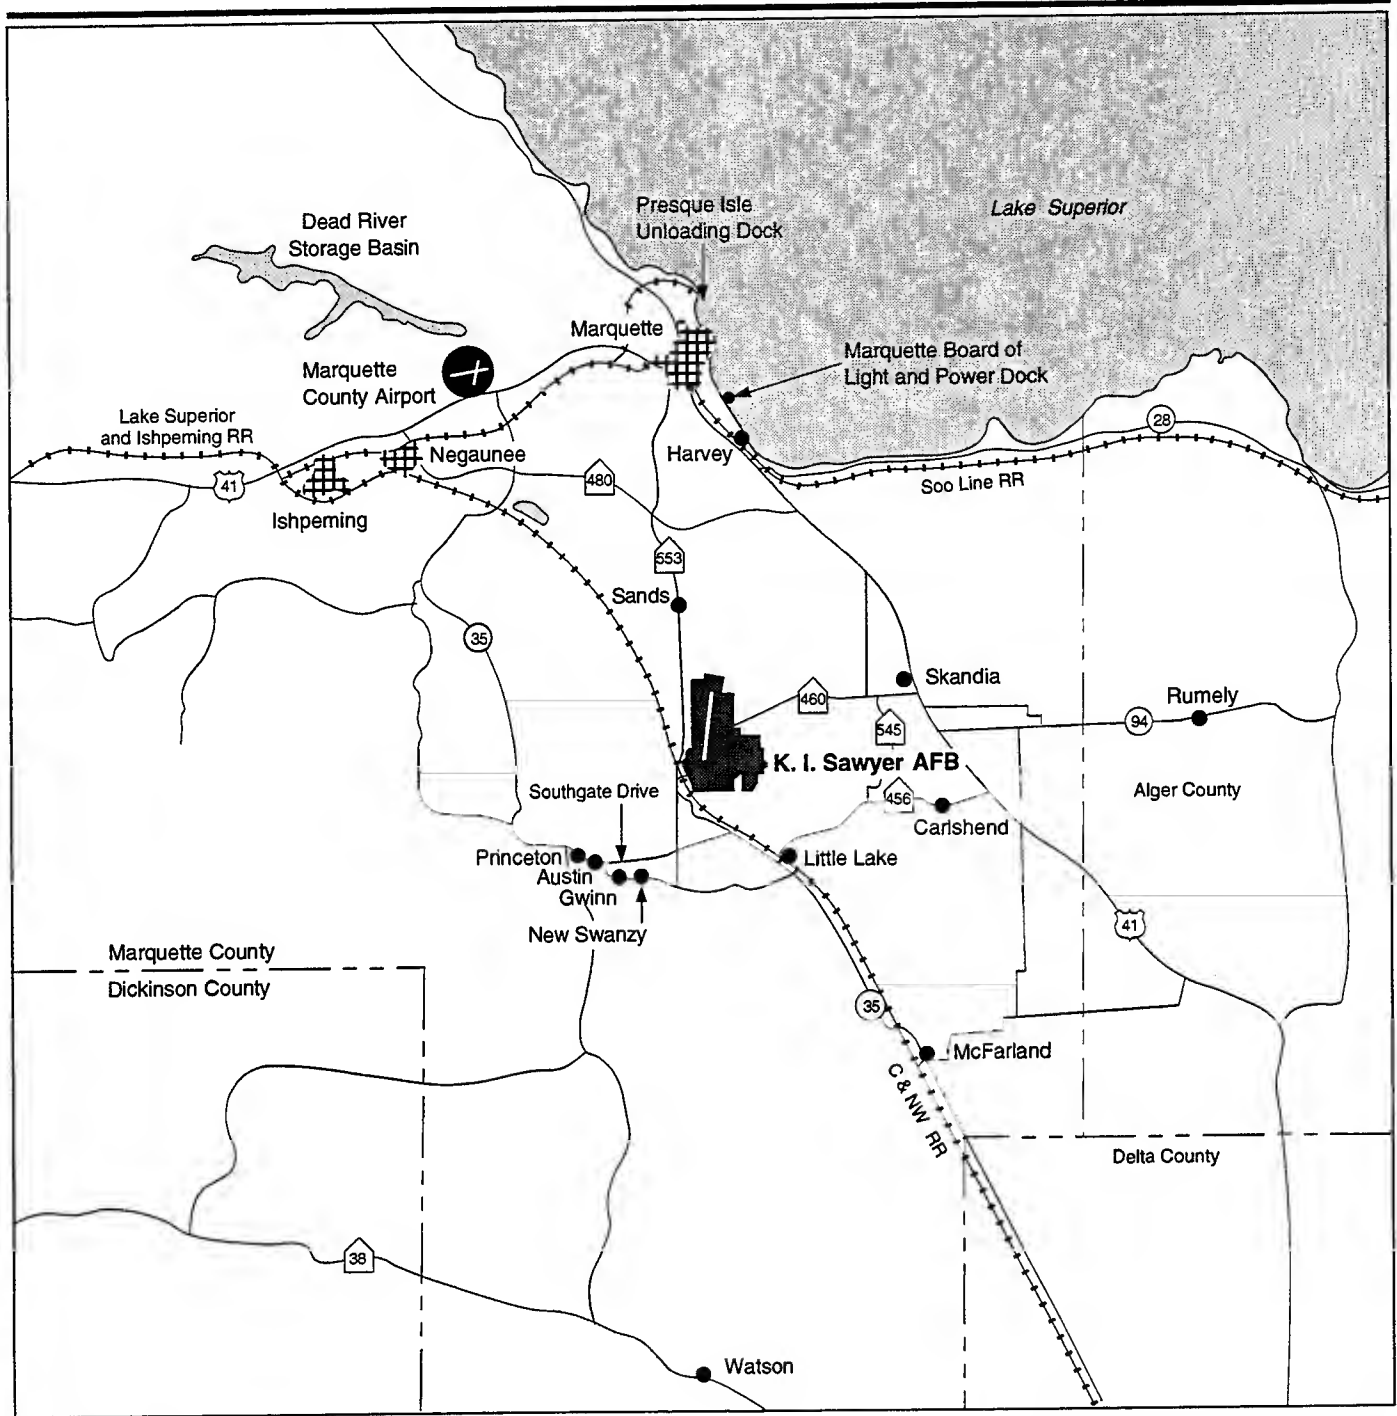 Lake Superior
Presque Isle
Unloading Dock
Dead River
Storage Basin
Marquette
Marquette Board of
Light and Power Dock
Marquette
County Airport
Lake Superior
and Ishpeming RR
28
Negaunee
Harvey
480
Soo Line RR
41
Ishpeming
553
Sands
35
Skandia
460
Rumely
94
545
K. I. Sawyer AFB
Southgate Drive
456
Alger County
Carlshend
Princeton
Little Lake
Austin
Gwinn
New Swanzy
41
Marquette County
Dickinson County
35
McFarland
C & NW RR
Delta County
38
Watson